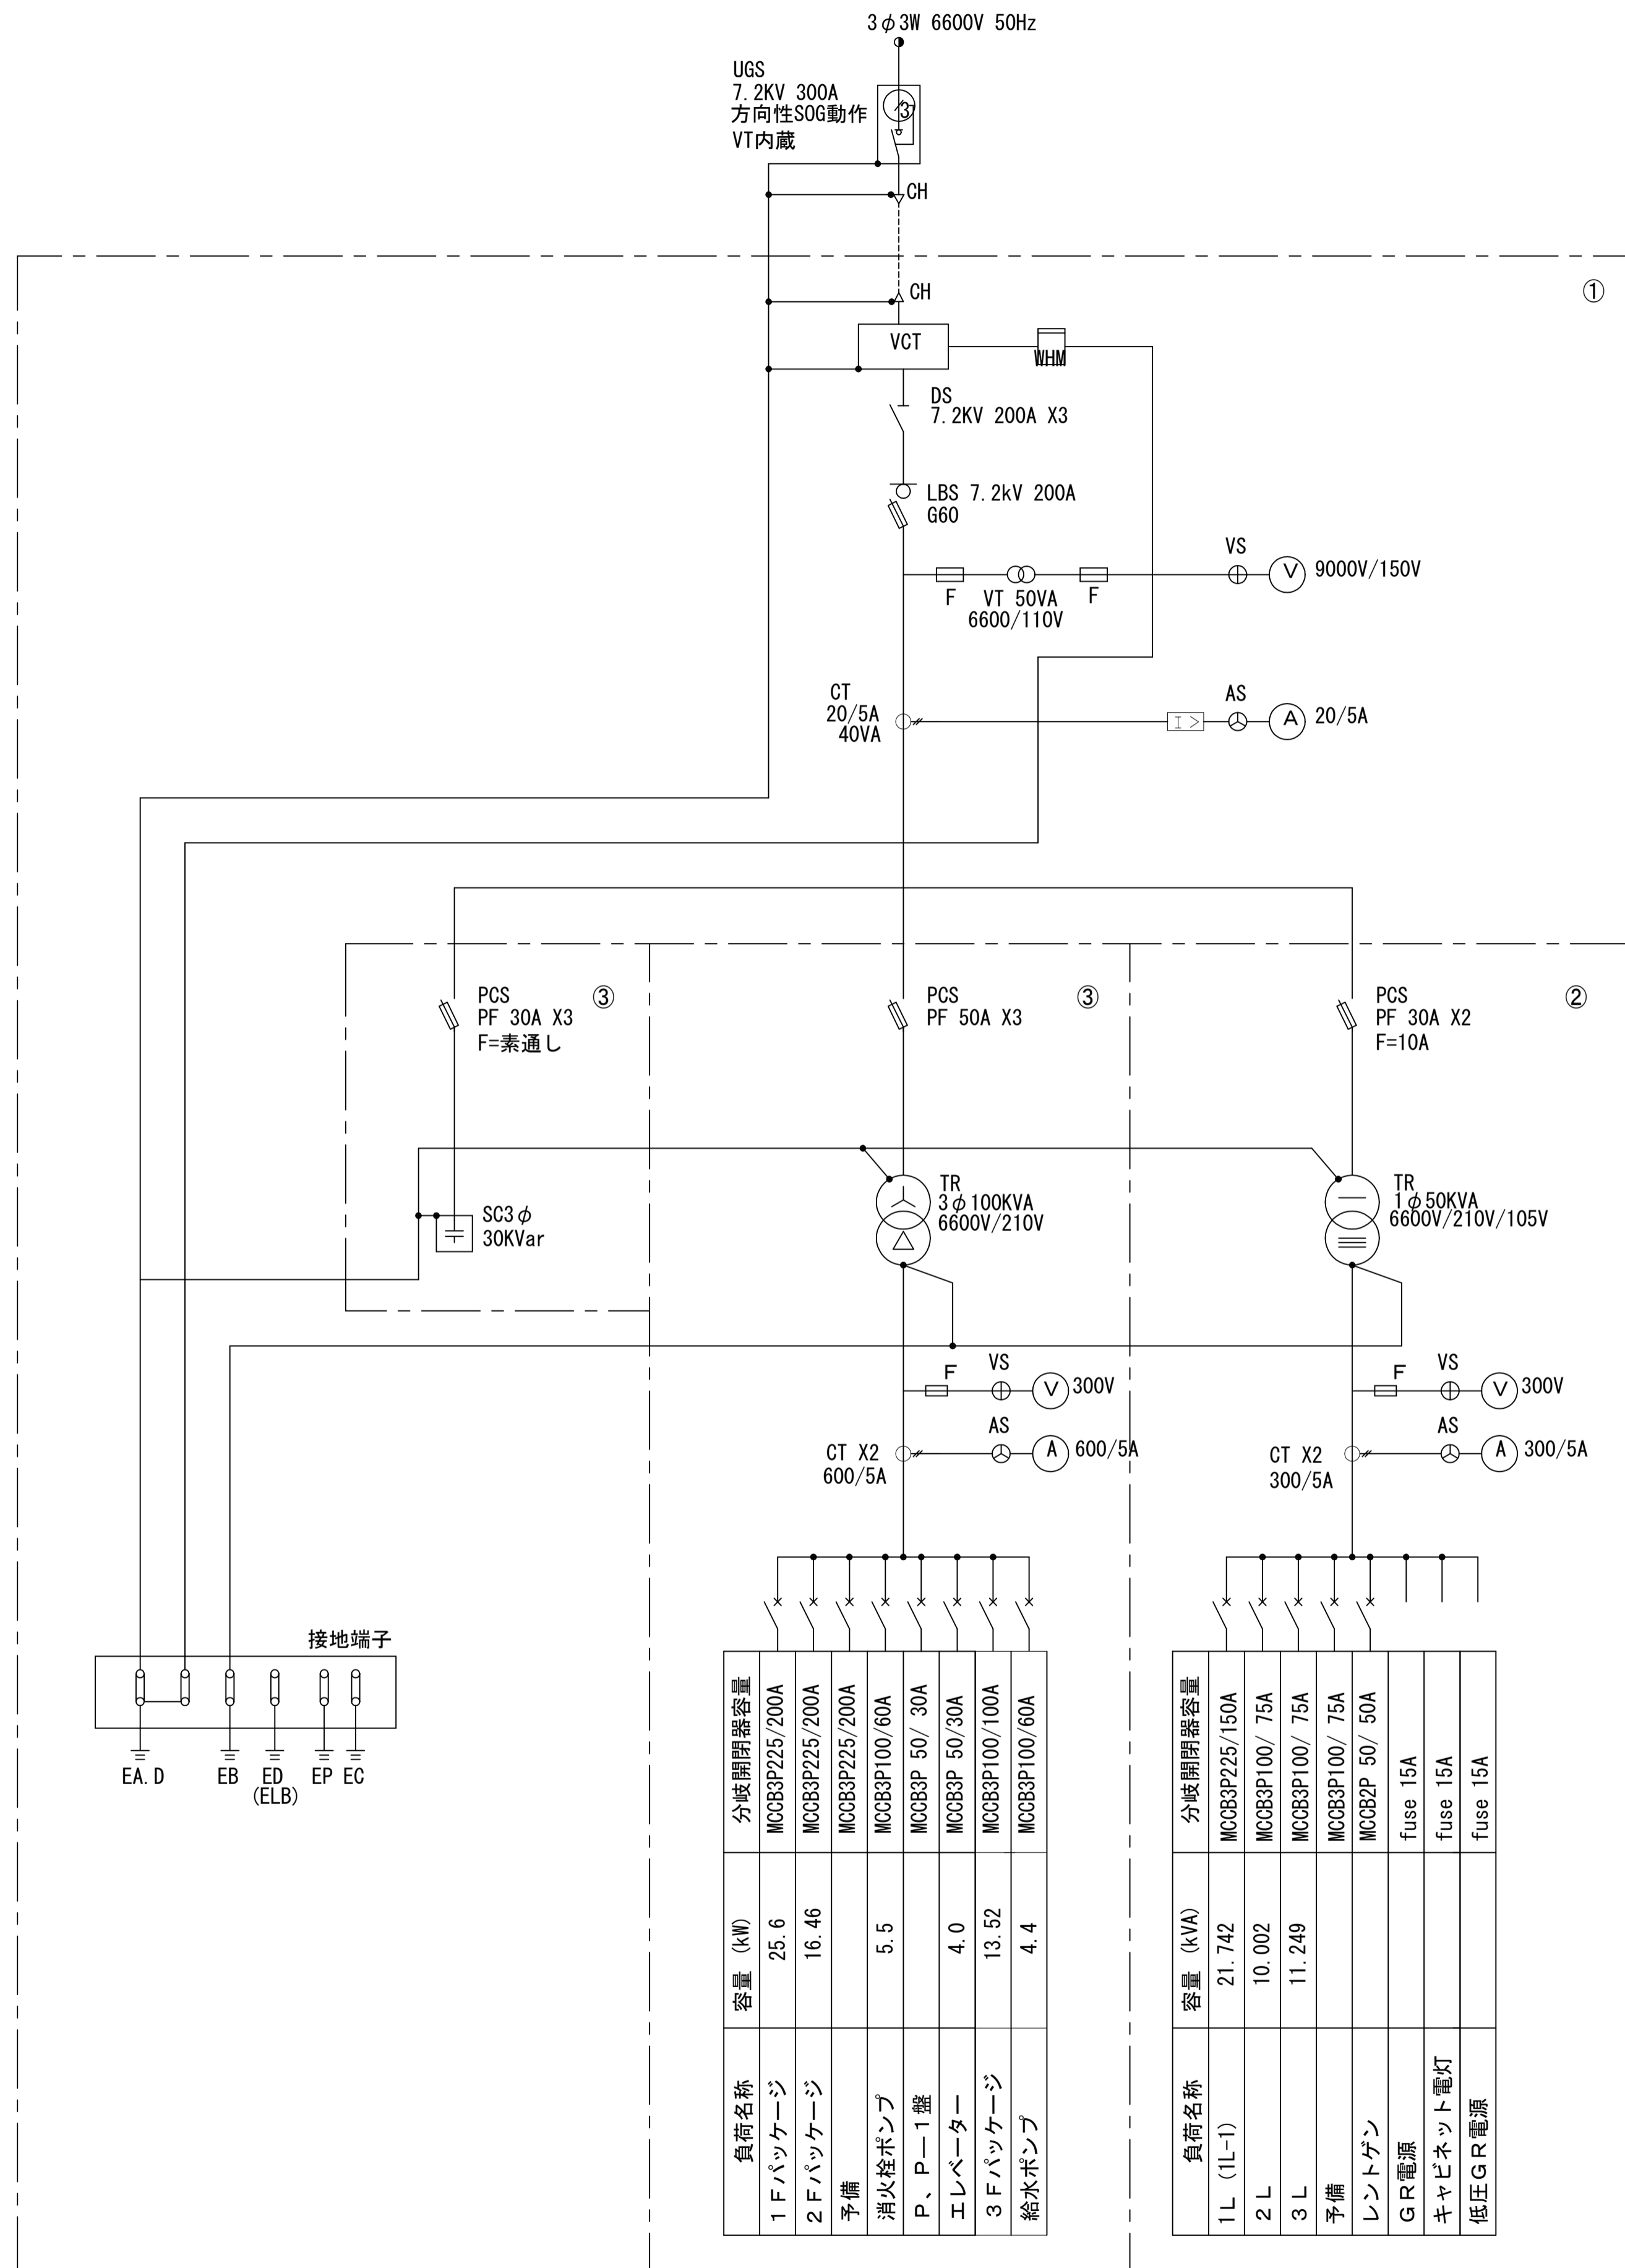 3φ3W 6600V 50Hz
UGS
7.2KV 300A
方向性SOG動作
VT内蔵
3
CH
①
CH
VCT
WHM
DS
7.2KV 200A X3
LBS 7.2kV 200A
G60
VS
V
9000V/150V
F
VT 50VA
F
6600/110V
CT
20/5A
40VA
I >
AS
A
20/5A
PCS
PF 30A X3
F=素通し
③
PCS
PF 50A X3
③
PCS
PF 30A X2
F=10A
②
SC3φ
30KVar
TR
3φ100KVA
6600V/210V
TR
1φ50KVA
6600V/210V/105V
F
VS
V
300V
AS
CT X2
600/5A
A
600/5A
F
VS
V
300V
AS
CT X2
300/5A
A
300/5A
接地端子
EA.D
EB
ED
(ELB)
EP
EC
分岐開閉器容量
MCCB3P225/200A
MCCB3P225/200A
MCCB3P225/200A
MCCB3P100/60A
MCCB3P 50/ 30A
MCCB3P 50/30A
MCCB3P100/100A
MCCB3P100/60A
容量 (kW)
25.6
16.46
5.5
4.0
13.52
4.4
負荷名称
1Fパッケージ
2Fパッケージ
予備
消火栓ポンプ
P、P―1盤
エレベーター
3Fパッケージ
給水ポンプ
分岐開閉器容量
MCCB3P225/150A
MCCB3P100/ 75A
MCCB3P100/ 75A
MCCB3P100/ 75A
MCCB2P 50/ 50A
fuse 15A
fuse 15A
fuse 15A
容量 (kVA)
21.742
10.002
11.249
負荷名称
1L (1L-1)
2L
3L
予備
レントゲン
GR電源
キャビネット電灯
低圧GR電源